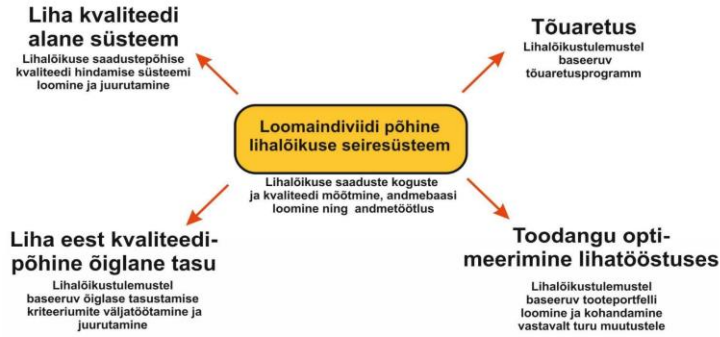 Liha kvaliteedi
alane süsteem
Lihalõikuse saadustepõhise
kvaliteedi hindamise süsteemi
loomine ja juurutamine
Tõuaretus
Lihalõikustulemustel
baseeruv
tõuaretusprogramm
Loomaindiviidi põhine
lihalõikuse seiresüsteem
Lihalõikuse saaduste koguste
ja kvaliteedi mõõtmine, andmebaasi
loomine ning andmetöötlus
Liha eest kvaliteedi-
põhine õiglane tasu
Lihalõikustulemustel
baseeruv õiglase tasustamise
kriteeriumite väljatöötamine ja
juurutamine
Toodangu opti-
meerimine lihatööstuses
Lihalõikustulemustel
baseeruv tooteportfelli
loomine ja kohandamine
vastavalt turu muutustele